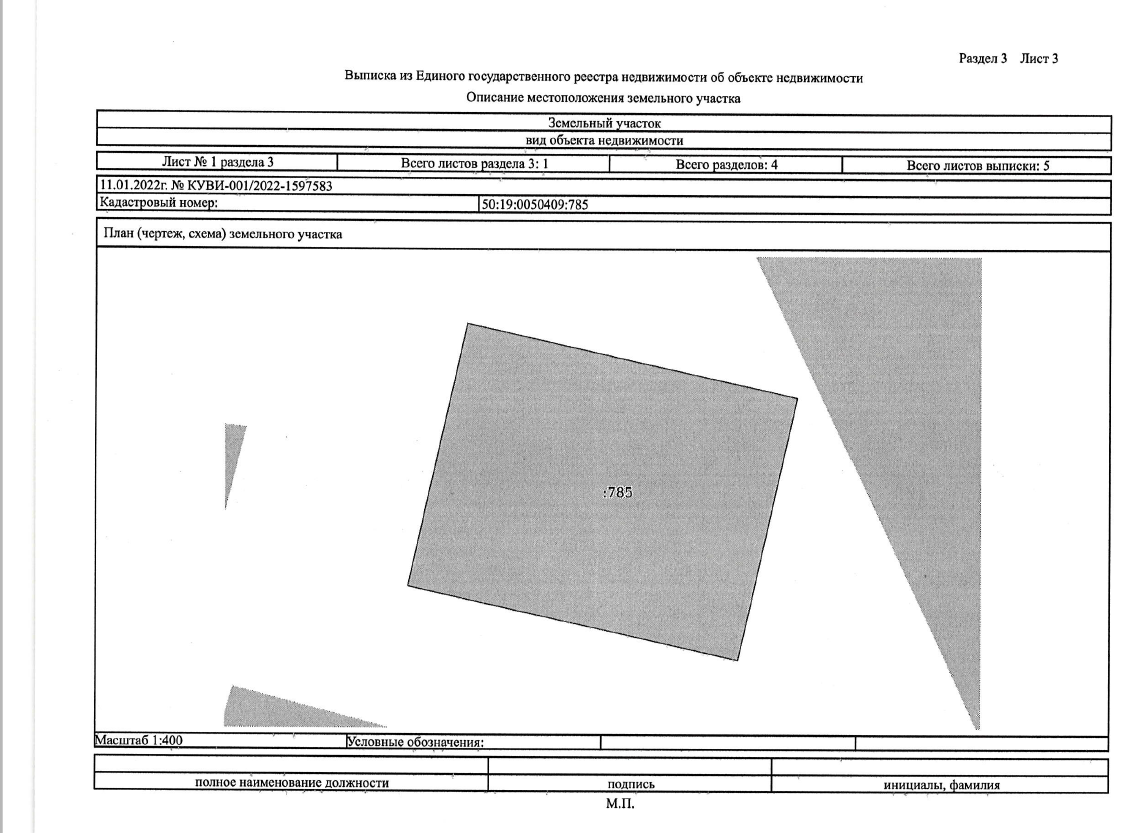 Раздел 3 Лист 3
Выписка из Единого государственного реестра недвижимости об объекте недвижимости
Описание местоположения земельного участка
Земельный участок
вид объекта недвижимости
Лист № 1 раздела 3 Всего листов раздела 3: 1 Всего разделов: 4 Всего листов выписки: 5
11.01.2022г. № КУВИ-001/2022-1597583
Кадастровый номер: 50:19:0050409:785
План (чертеж, схема) земельного участка
:785
Масштаб 1:400 Условные обозначения:
полное наименование должности подпись инициалы, фамилия
М.П.